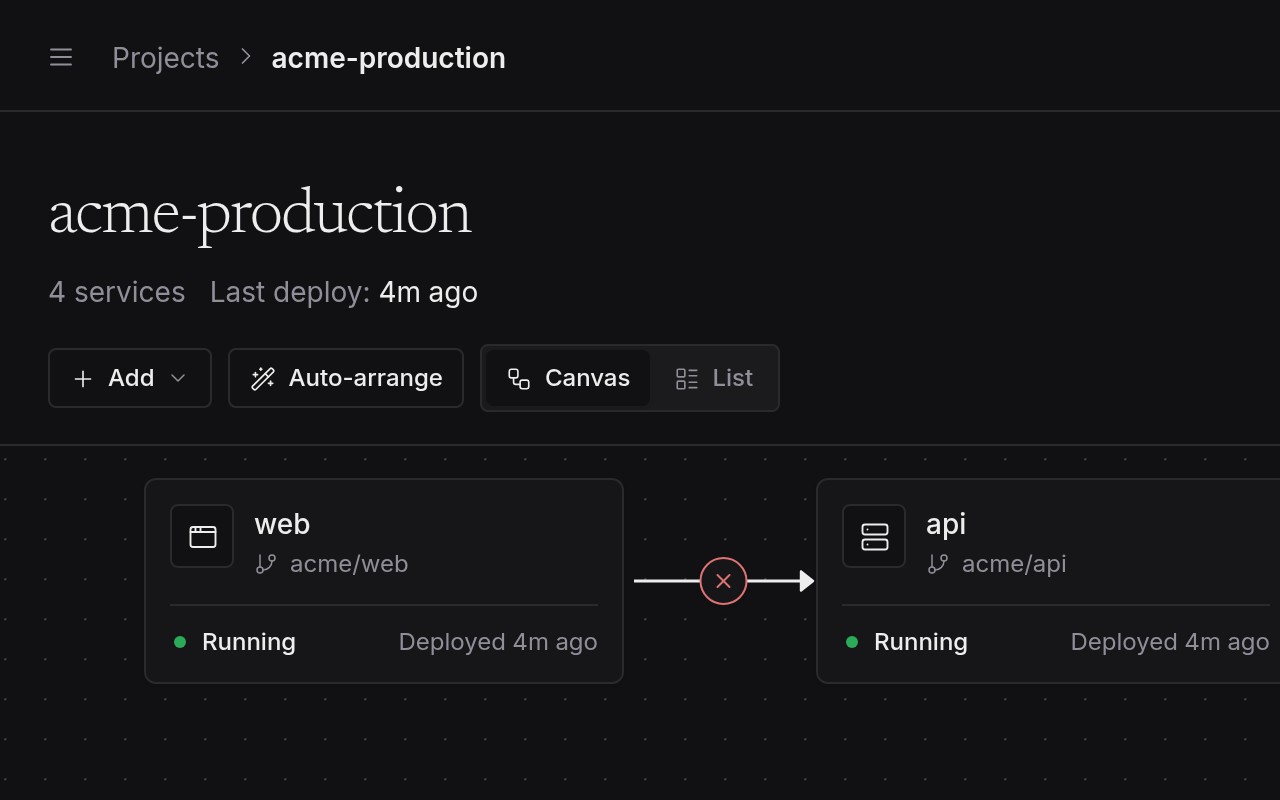 Projects acme-production
acme-production
4 services Last deploy: 4m ago
Add Auto-arrange Canvas List
web
acme/web
Running Deployed 4m ago
api
acme/api
Running Deployed 4m ago